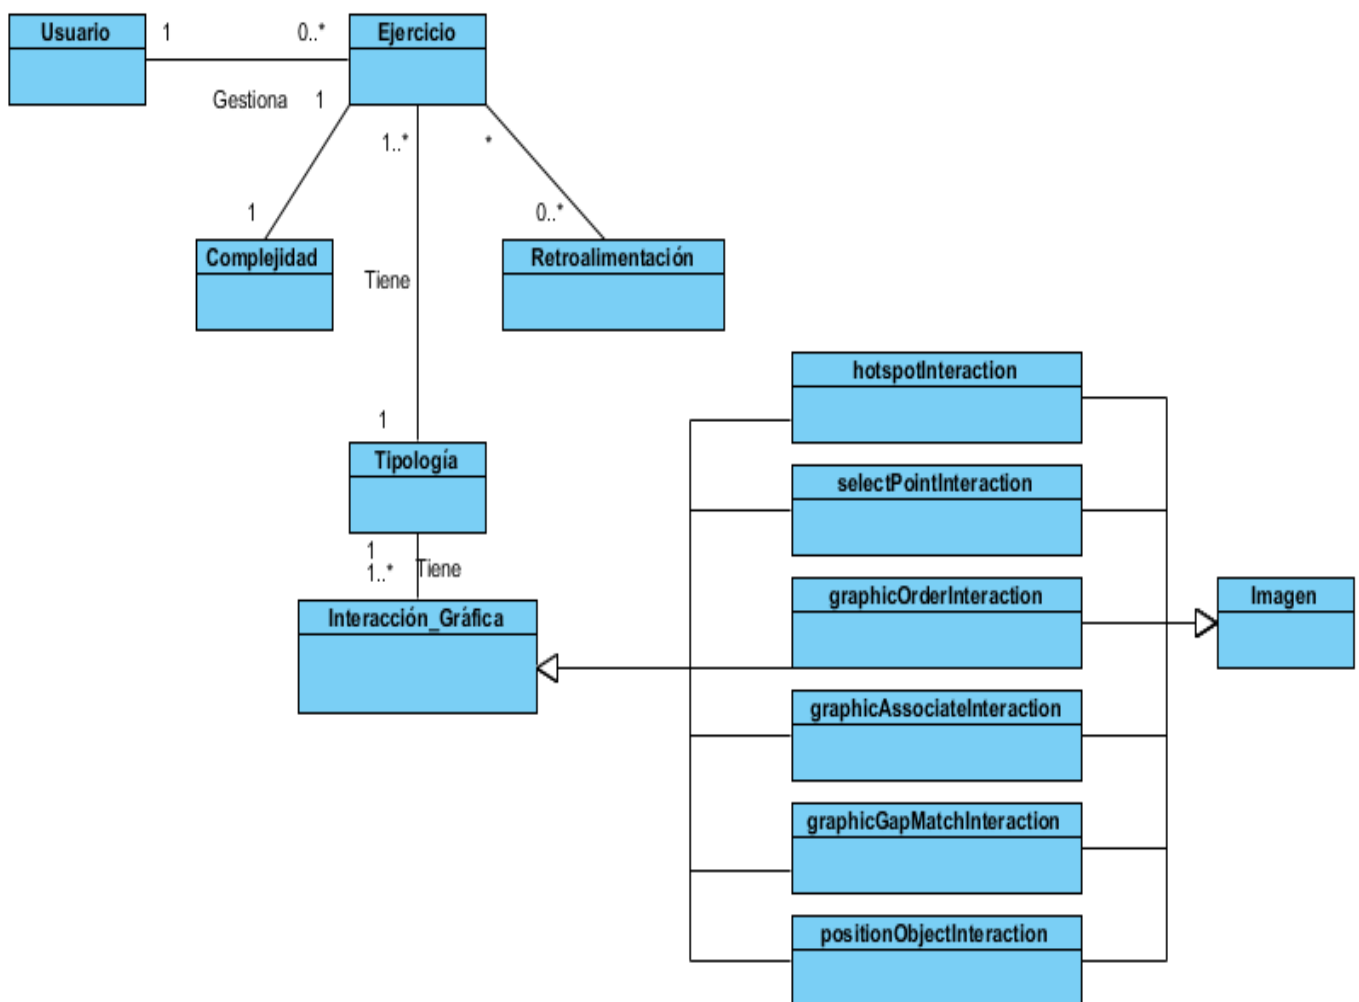 Usuario
1
0..*
Ejercicio
Gestiona
1
1..*
*
1
0..*
Complejidad
Retroalimentación
Tiene
1
Tipología
1
1..*
Tiene
Interacción_Gráfica
hotspotInteraction
selectPointInteraction
graphicOrderInteraction
Imagen
graphicAssociateInteraction
graphicGapMatchInteraction
positionObjectInteraction